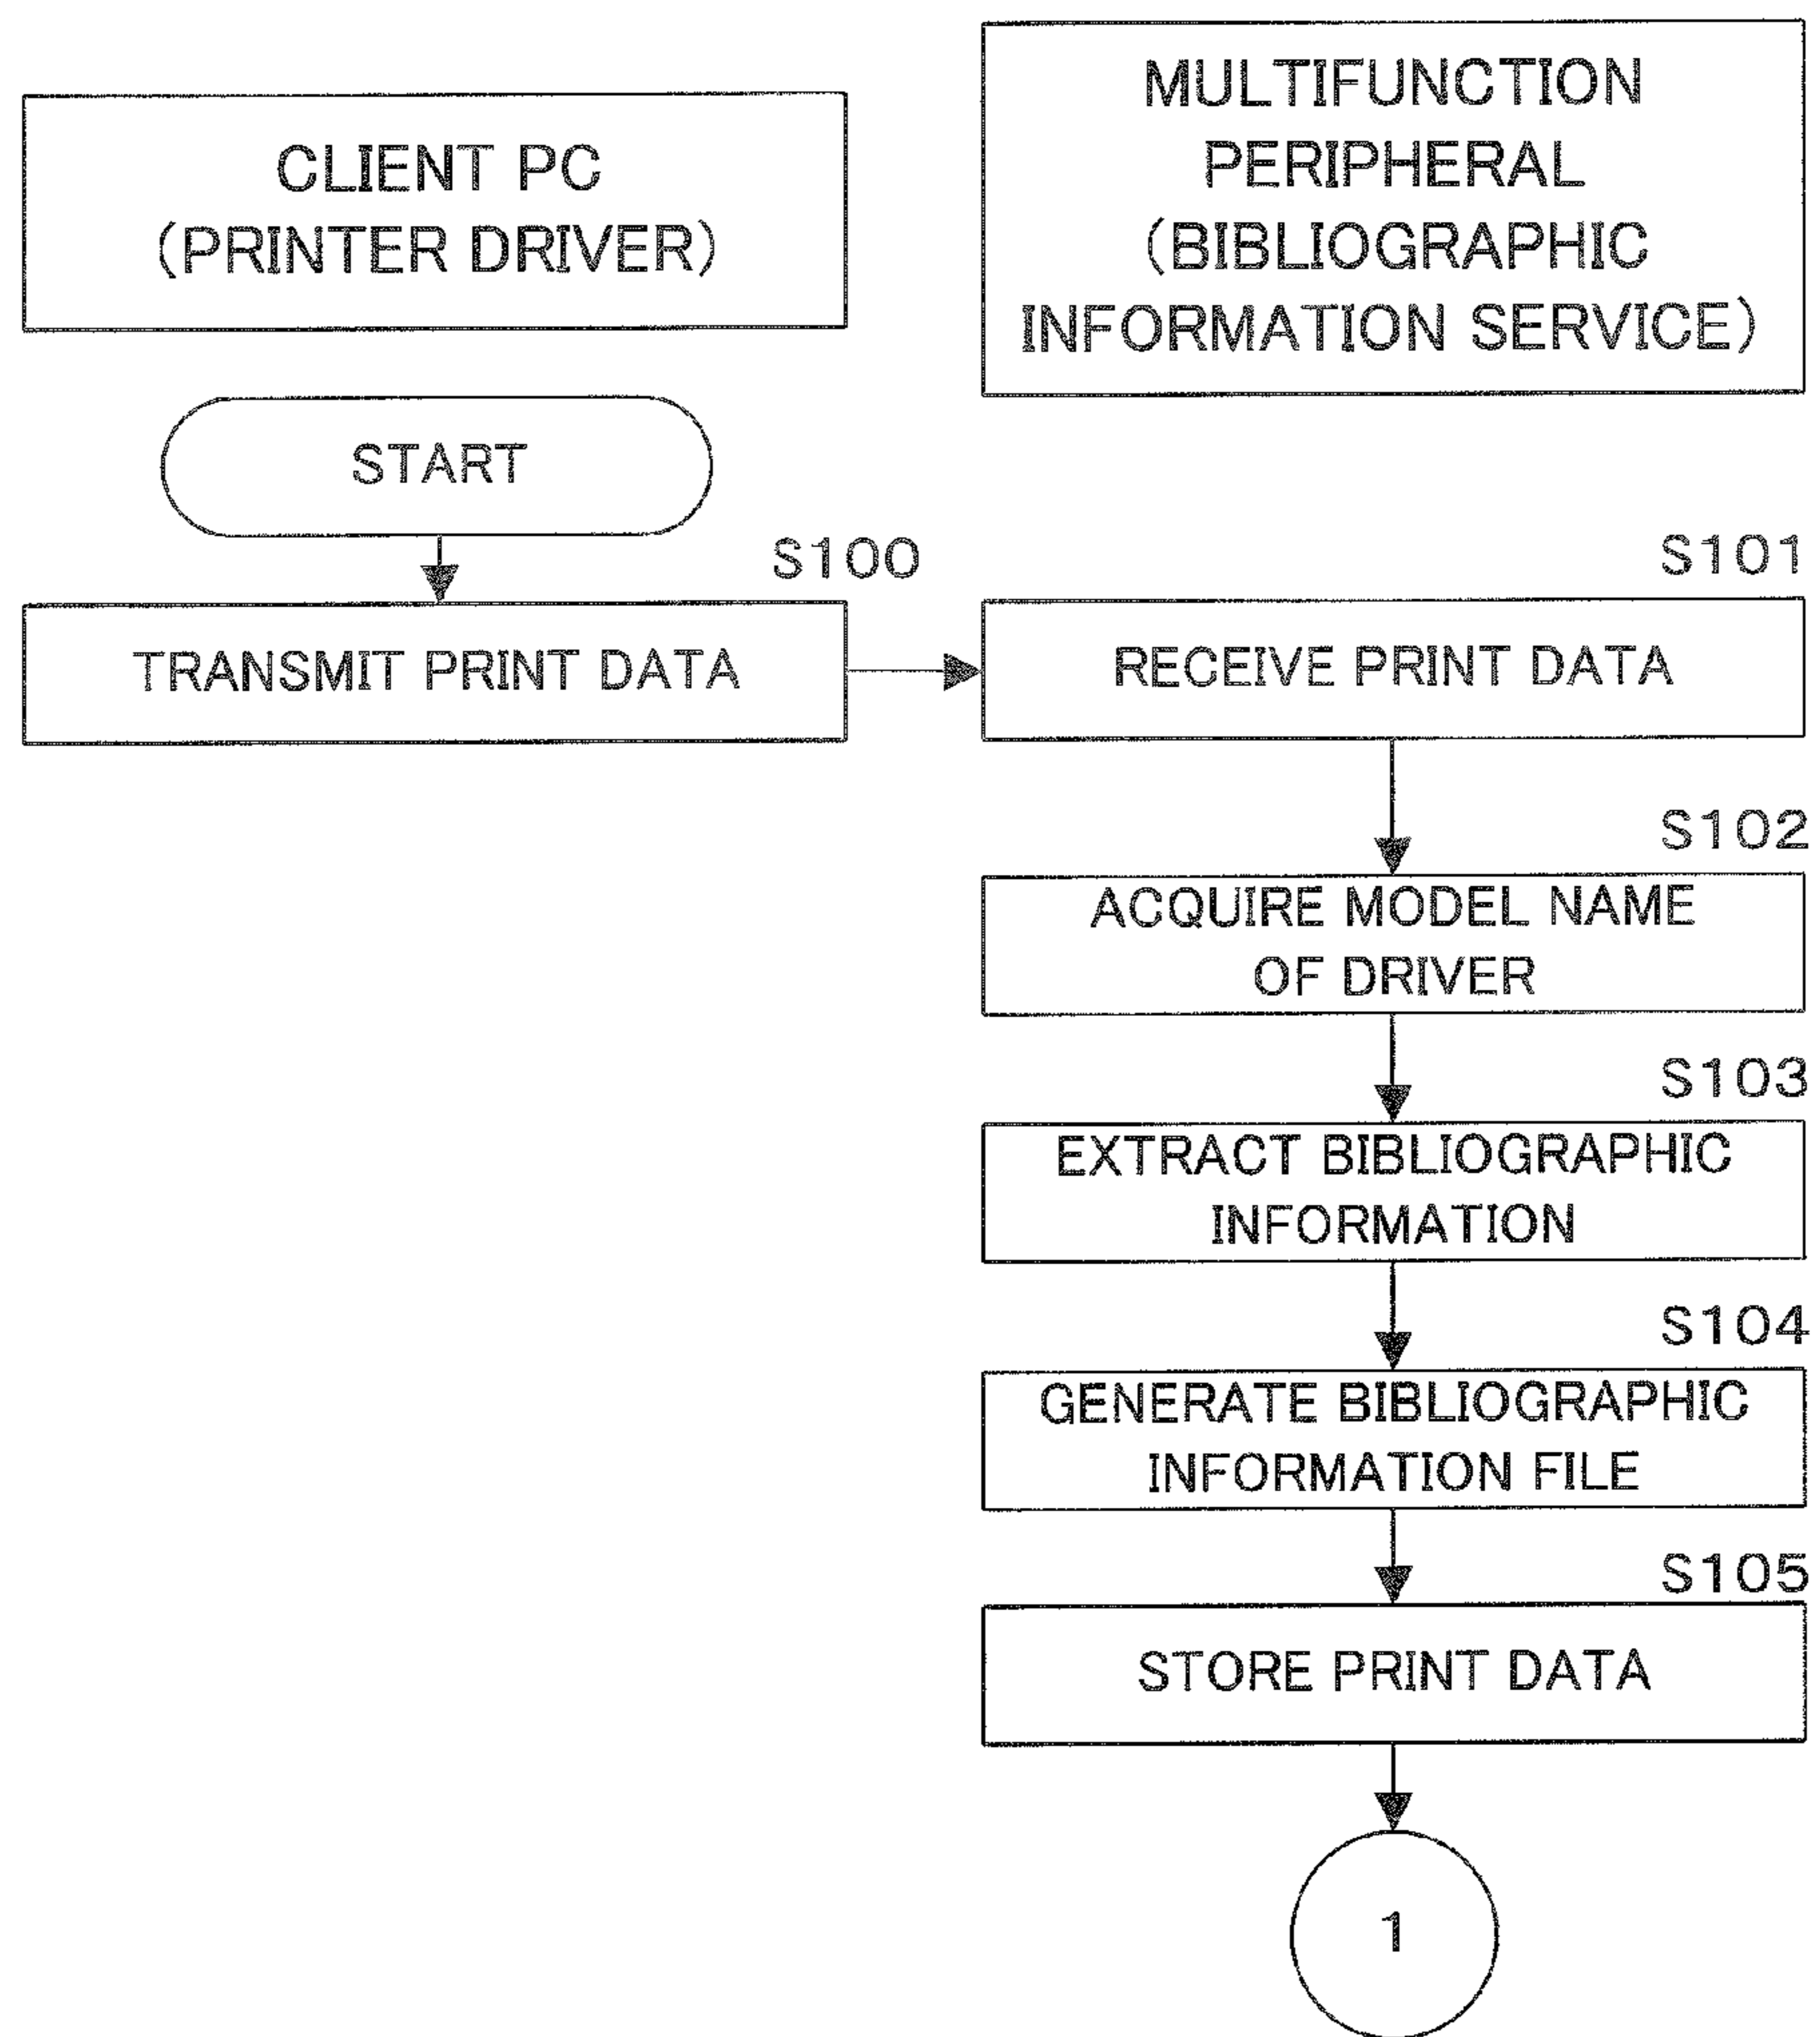 CLIENT PC
(PRINTER DRIVER)
MULTIFUNCTION
PERIPHERAL
(BIBLIOGRAPHIC
INFORMATION SERVICE)
START
S100
TRANSMIT PRINT DATA
S101
RECEIVE PRINT DATA
S102
ACQUIRE MODEL NAME
OF DRIVER
S103
EXTRACT BIBLIOGRAPHIC
INFORMATION
S104
GENERATE BIBLIOGRAPHIC
INFORMATION FILE
S105
STORE PRINT DATA
1